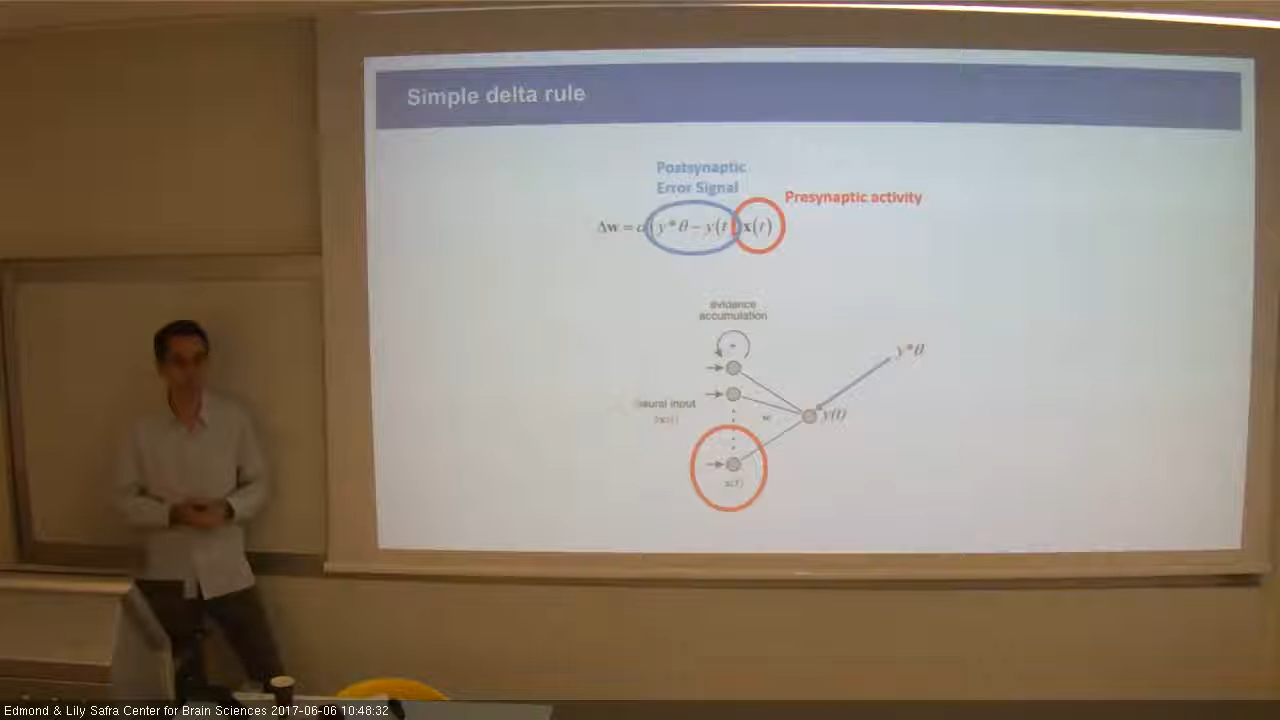 Simple delta rule
Postsynaptic
Error Signal
Presynaptic activity
Δw = α(y*θ − y(t))x(t)
evidence
accumulation
y*θ
neural input
w
y(t)
x(t)
Edmond & Lily Safra Center for Brain Sciences 2017-06-06 10:48:32